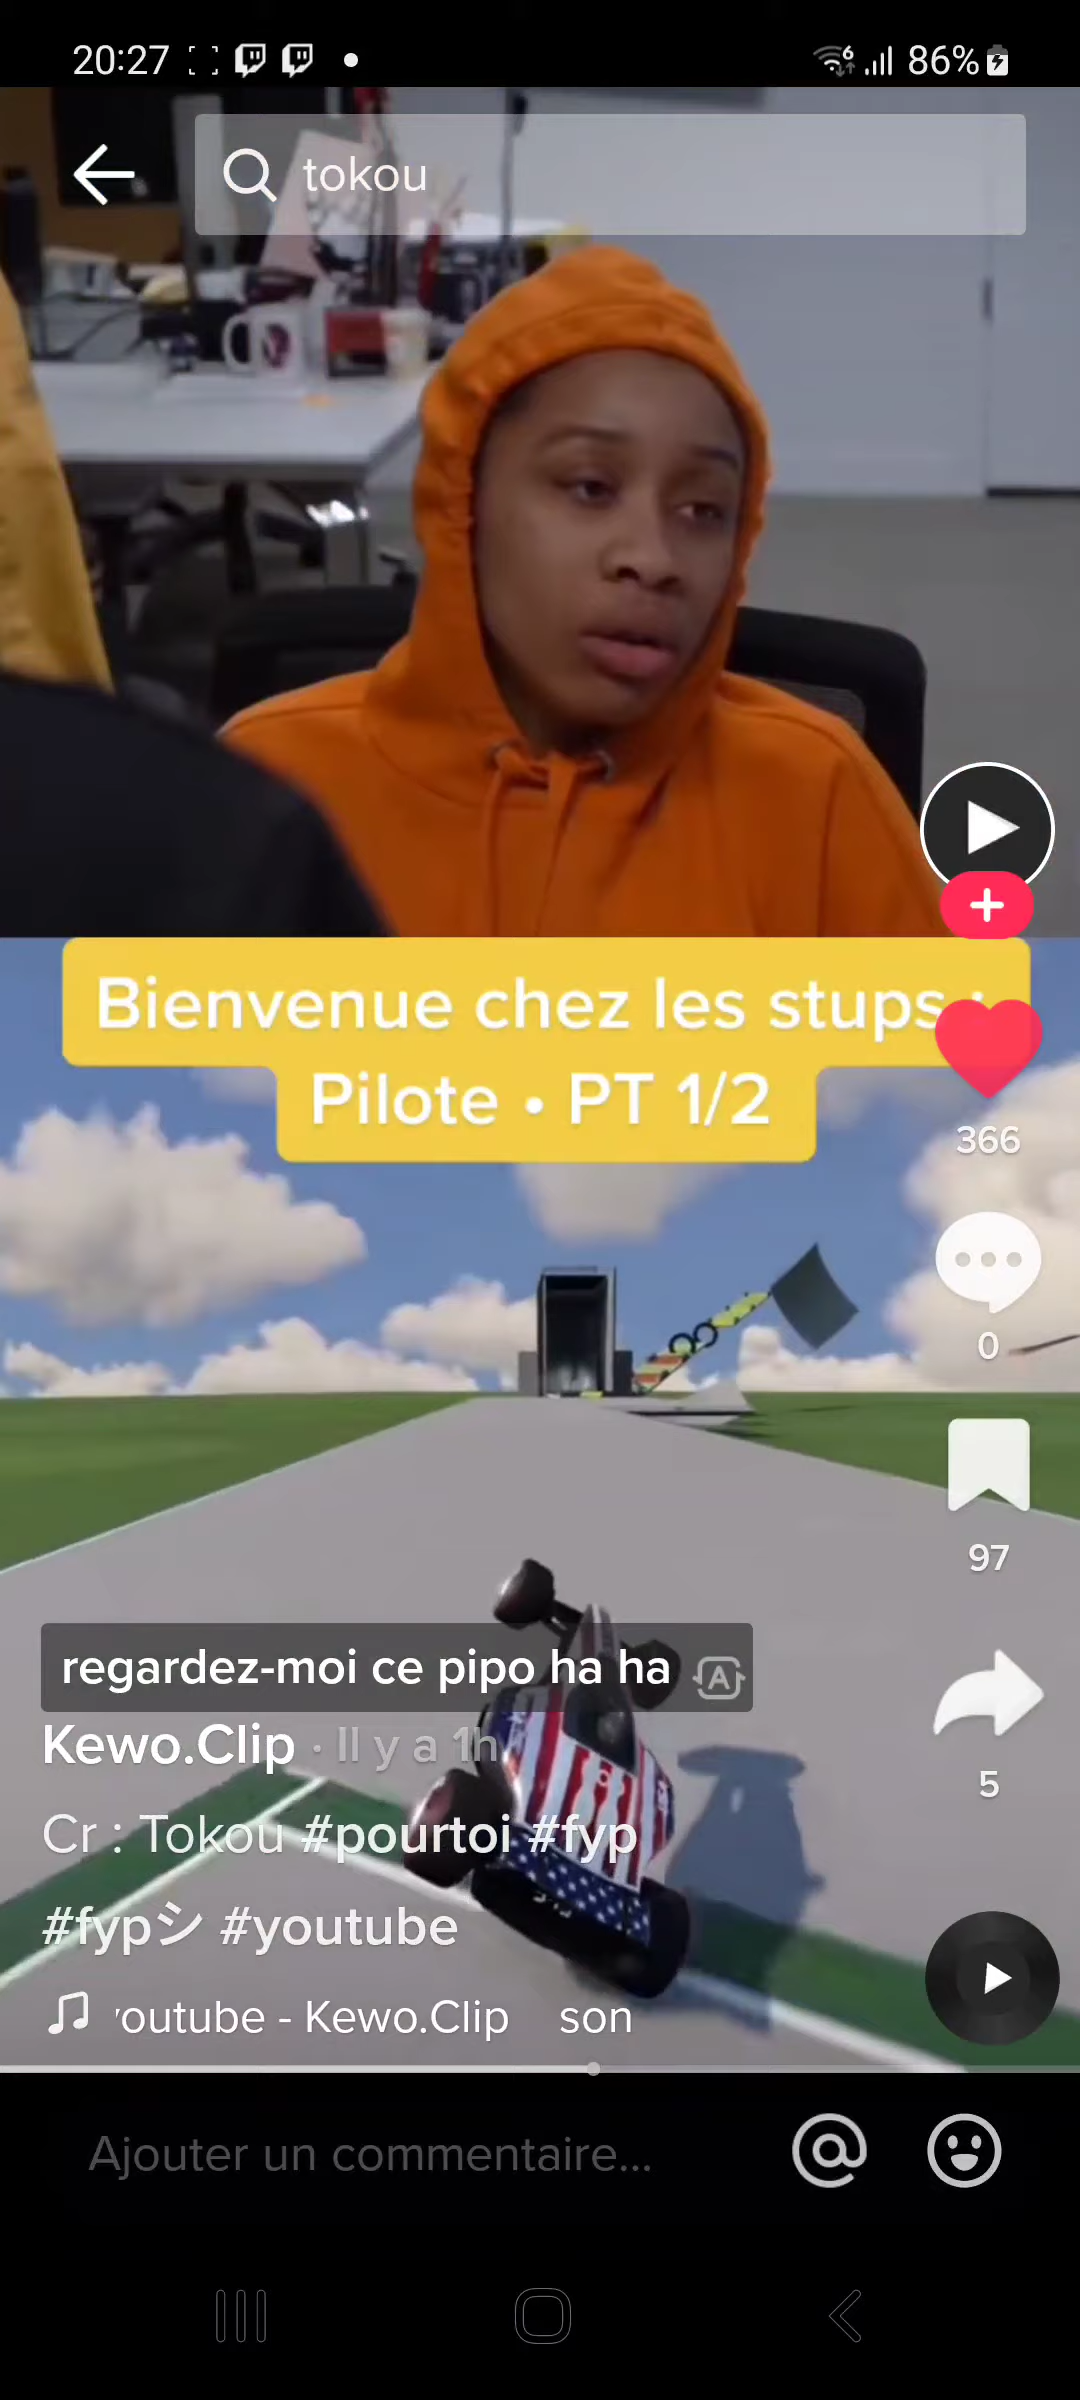 20:27
6
86%
tokou
Bienvenue chez les stups :
Pilote • PT 1/2
366
0
97
regardez-moi ce pipo ha ha
A
Kewo.Clip · Il y a 1h
5
Cr : Tokou #pourtoi #fyp
#fypシ #youtube
outube - Kewo.Clip son
Ajouter un commentaire...